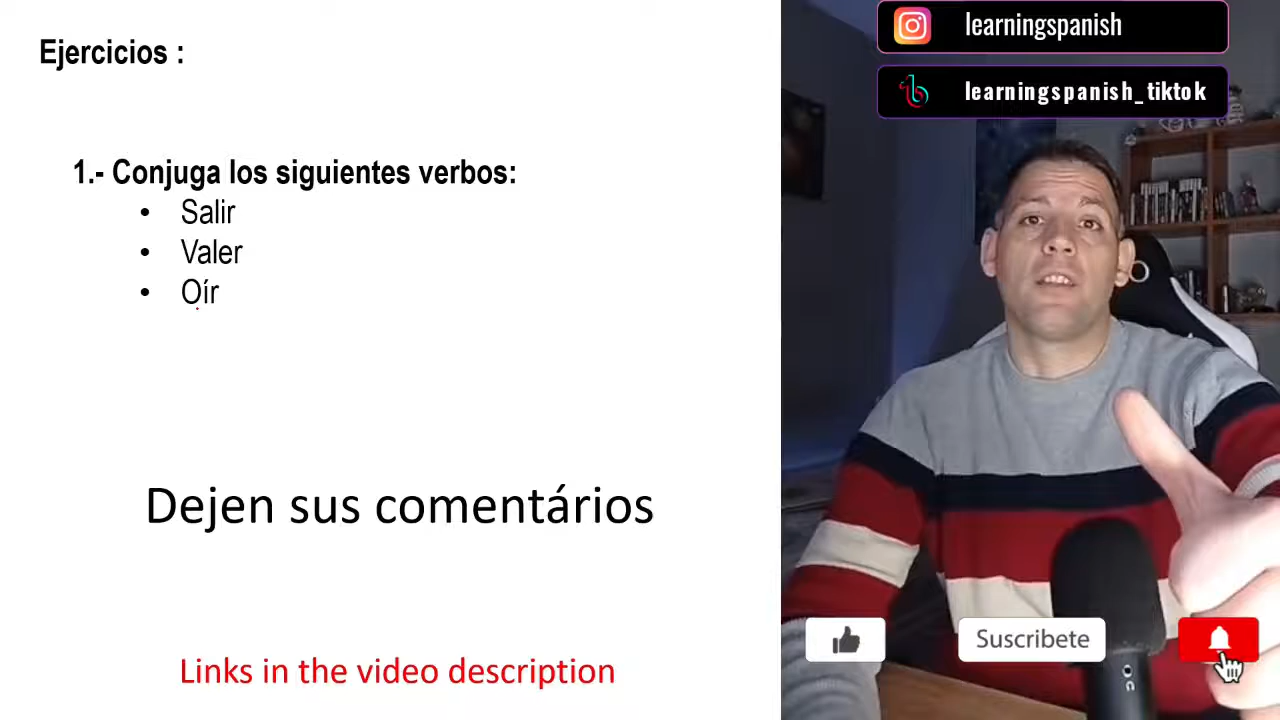 Ejercicios :
1.- Conjuga los siguientes verbos:
• Salir
• Valer
• Oír
Dejen sus comentários
Links in the video description
learningspanish
learningspanish_tiktok
Suscribete